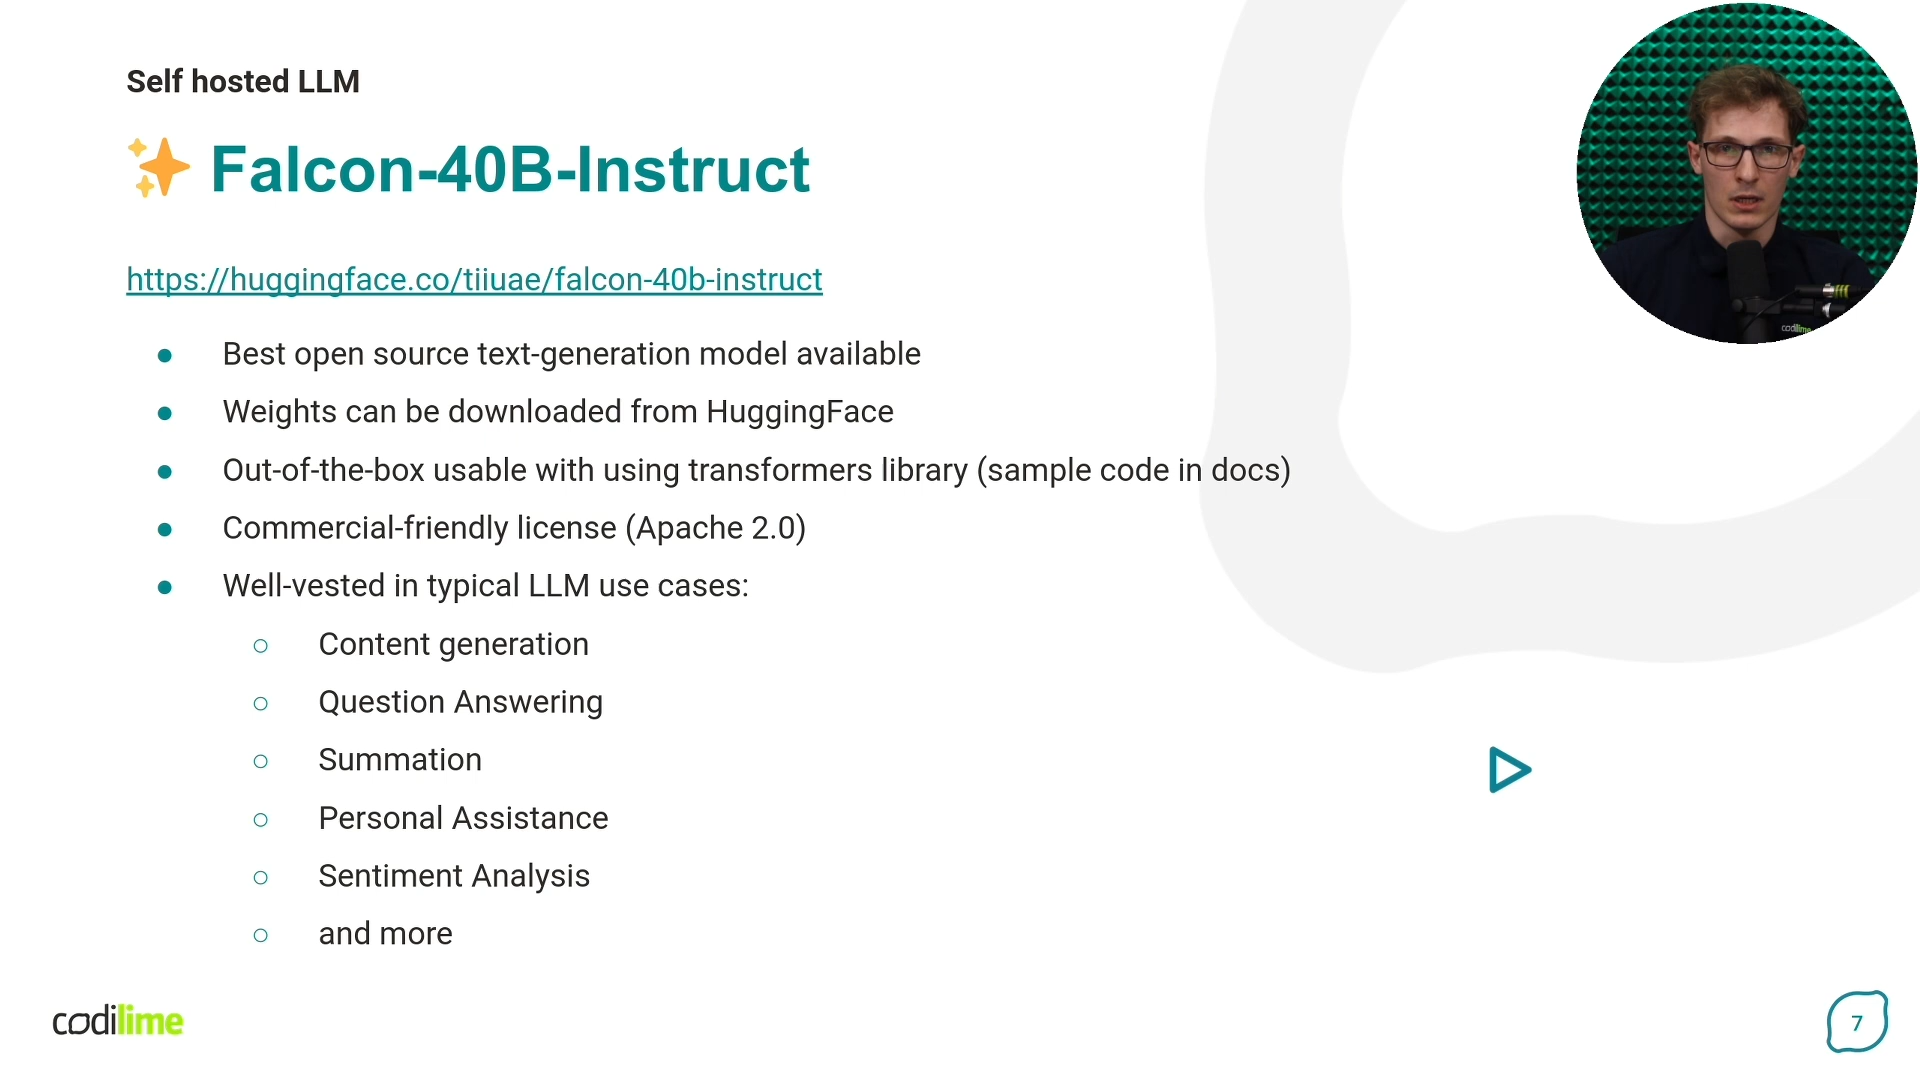 Self hosted LLM
✨ Falcon-40B-Instruct
https://huggingface.co/tiiuae/falcon-40b-instruct
● Best open source text-generation model available
● Weights can be downloaded from HuggingFace
● Out-of-the-box usable with using transformers library (sample code in docs)
● Commercial-friendly license (Apache 2.0)
● Well-vested in typical LLM use cases:
○ Content generation
○ Question Answering
○ Summation
○ Personal Assistance
○ Sentiment Analysis
○ and more
codilime
codilime
7